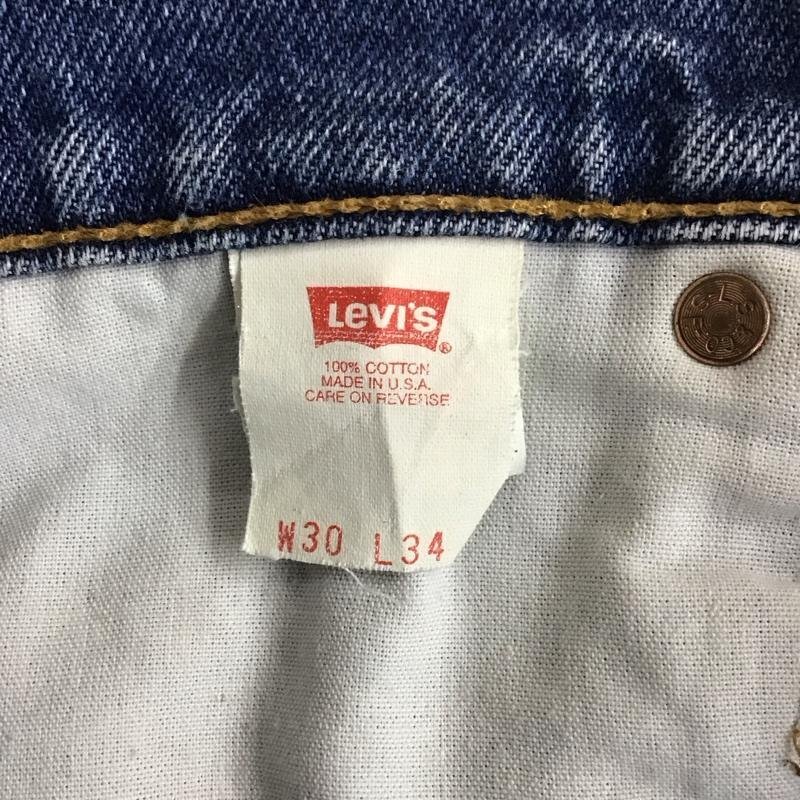 Levi's
®
100% COTTON
MADE IN U.S.A.
CARE ON REVERSE
W30 L34